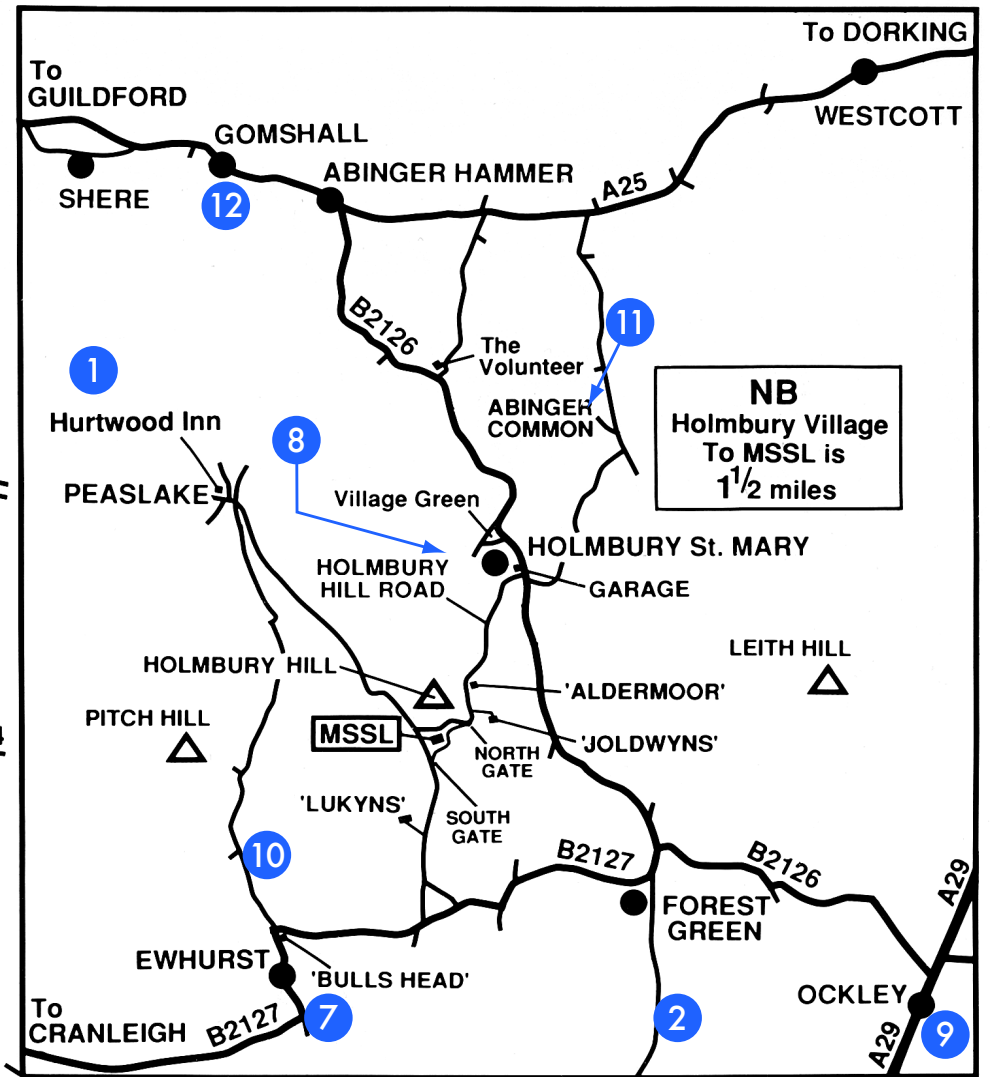 To DORKING
To
GUILDFORD
WESTCOTT
GOMSHALL
ABINGER HAMMER
A25
SHERE
12
B2126
11
The
Volunteer
1
NB
Holmbury Village
To MSSL is
1 1/2 miles
ABINGER
COMMON
Hurtwood Inn
8
PEASLAKE
Village Green
HOLMBURY St. MARY
HOLMBURY
HILL ROAD
GARAGE
LEITH HILL
HOLMBURY HILL
'ALDERMOOR'
PITCH HILL
MSSL
'JOLDWYNS'
NORTH
GATE
'LUKYNS'
SOUTH
GATE
10
B2127
B2126
A29
FOREST
GREEN
EWHURST
'BULLS HEAD'
OCKLEY
To
CRANLEIGH
B2127
7
2
A29
9